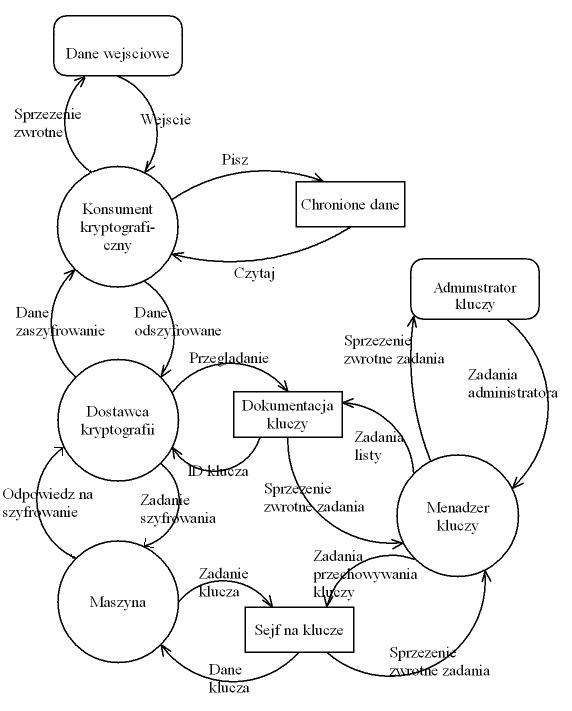 Dane wejsciowe
Sprzezenie
zwrotne
Wejscie
Pisz
Konsument
kryptografi-
czny
Chronione dane
Czytaj
Dane
zaszyfrowanie
Dane
odszyfrowane
Administrator
kluczy
Sprzezenie
zwrotne zadania
Zadania
administratora
Przegladanie
Dostawca
kryptografii
Dokumentacja
kluczy
Zadania
listy
ID klucza
Sprzezenie
zwrotne zadania
Odpowiedz na
szyfrowanie
Zadanie
szyfrowania
Menadzer
kluczy
Zadania
przechowywania
kluczy
Maszyna
Zadanie
klucza
Sejf na klucze
Dane
klucza
Sprzezenie
zwrotne zadania